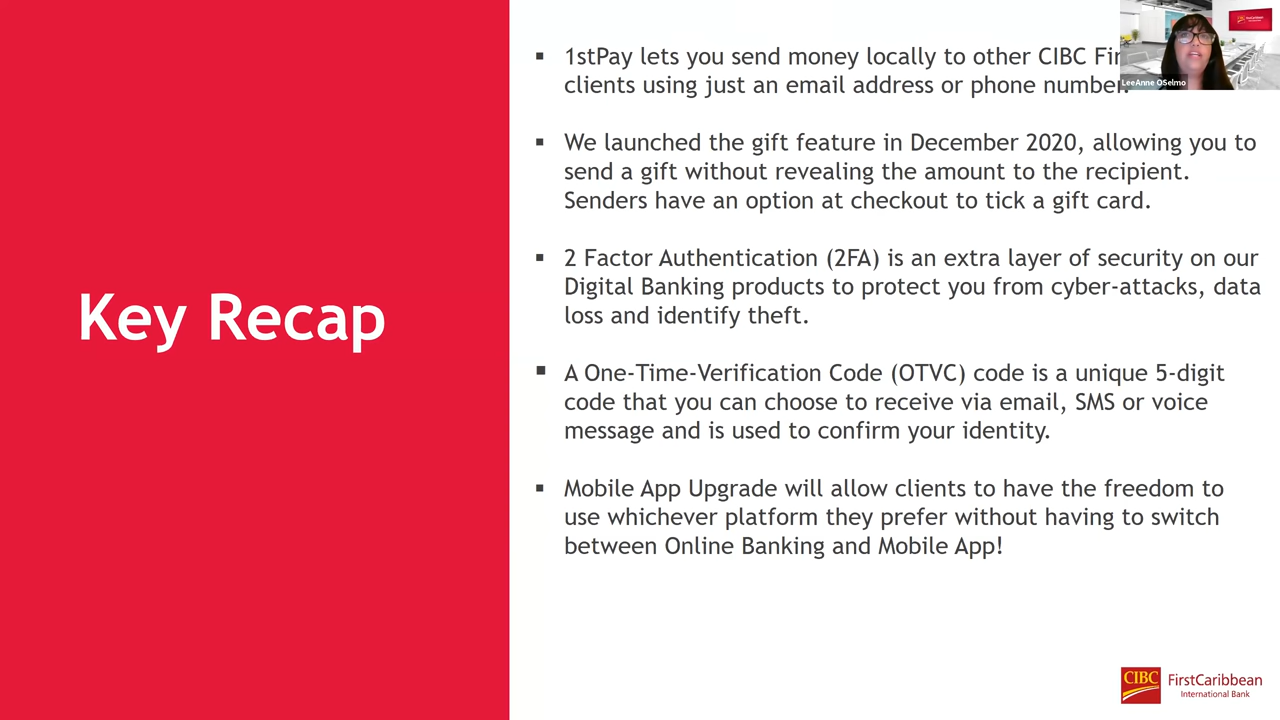 Key Recap
▪ 1stPay lets you send money locally to other CIBC
clients using just an email address or phone number.
▪ We launched the gift feature in December 2020, allowing you to
send a gift without revealing the amount to the recipient.
Senders have an option at checkout to tick a gift card.
▪ 2 Factor Authentication (2FA) is an extra layer of security on our
Digital Banking products to protect you from cyber-attacks, data
loss and identify theft.
▪ A One-Time-Verification Code (OTVC) code is a unique 5-digit
code that you can choose to receive via email, SMS or voice
message and is used to confirm your identity.
▪ Mobile App Upgrade will allow clients to have the freedom to
use whichever platform they prefer without having to switch
between Online Banking and Mobile App!
LeeAnne OSelmo
CIBC FirstCaribbean
International Bank